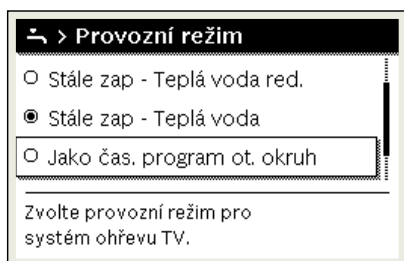 > Provozní režim
Stále zap - Teplá voda red.
Stále zap - Teplá voda
Jako čas. program ot. okruh
Zvolte provozní režim pro
systém ohřevu TV.